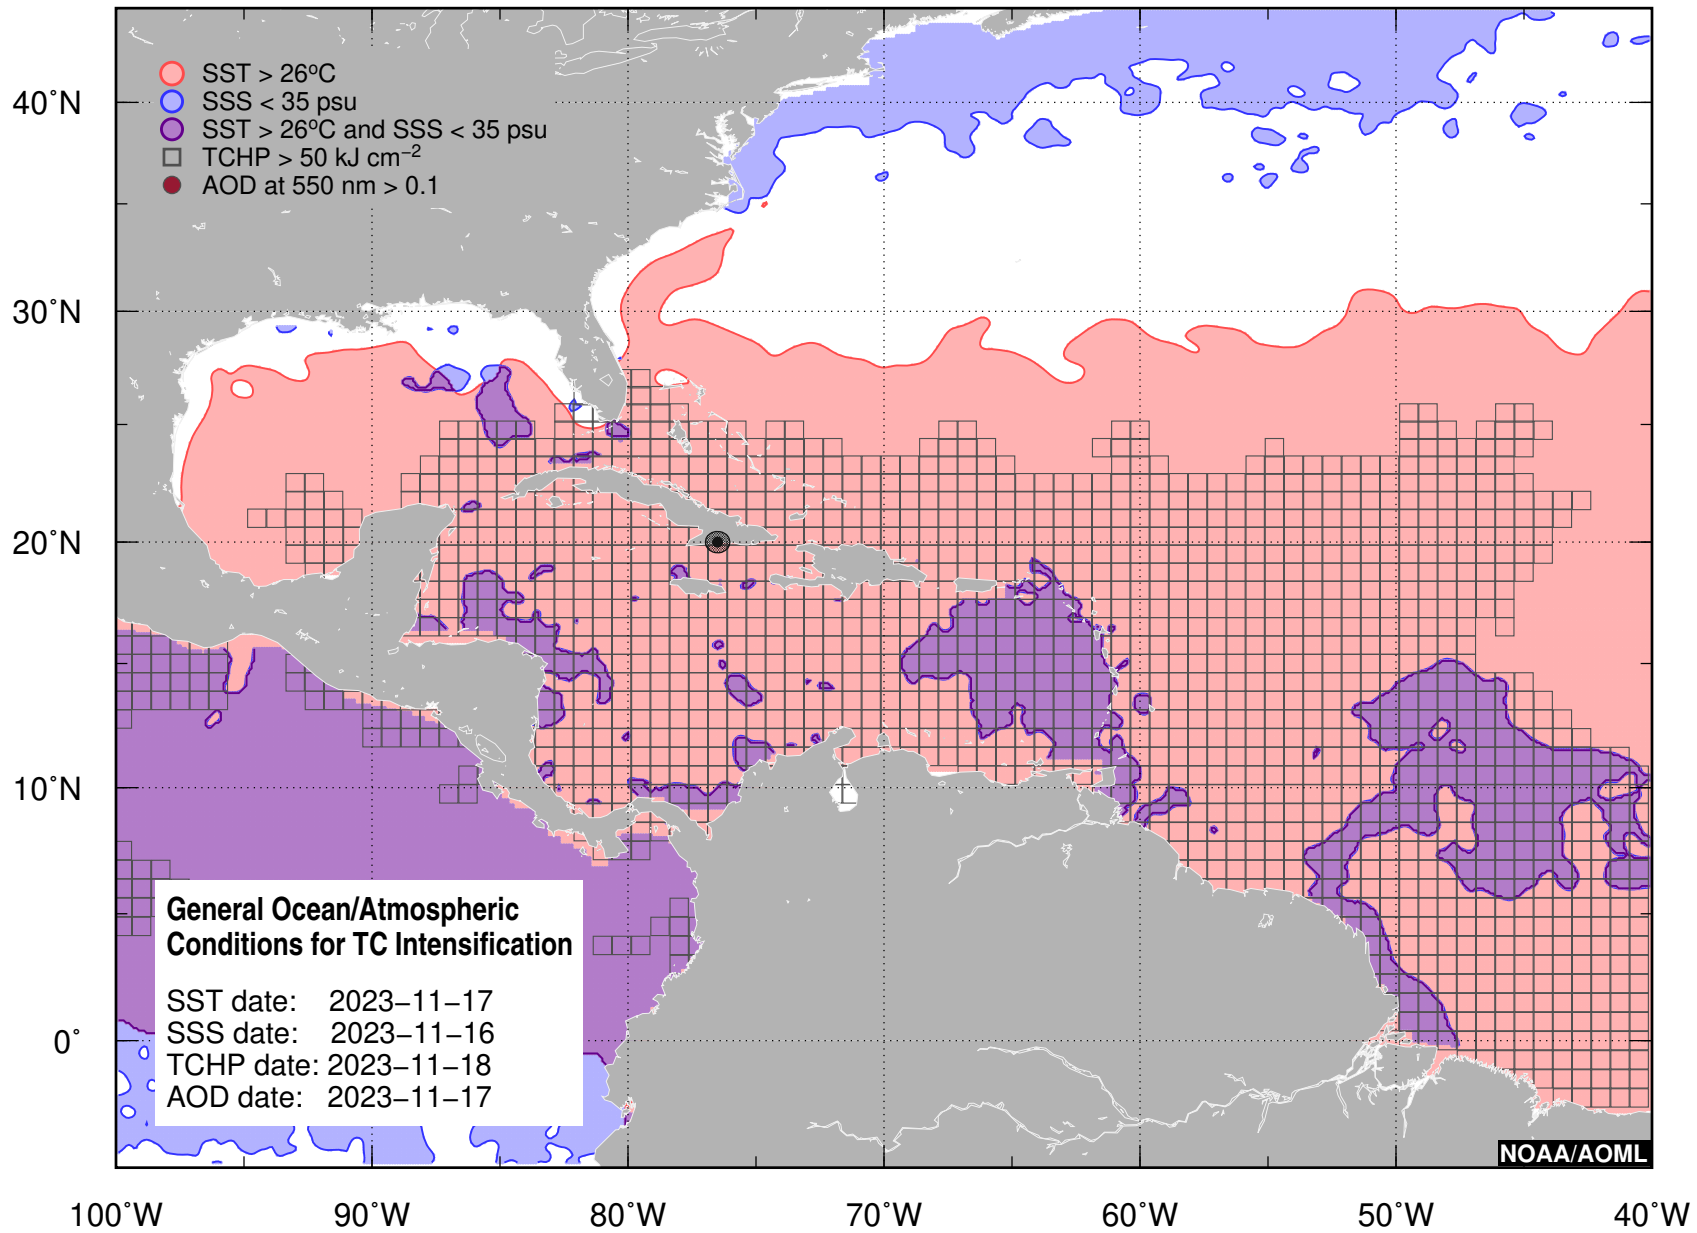 SST > 26°C
SSS < 35 psu
SST > 26°C and SSS < 35 psu
TCHP > 50 kJ cm⁻²
AOD at 550 nm > 0.1
40°N
30°N
20°N
10°N
0°
General Ocean/Atmospheric
Conditions for TC Intensification
SST date: 2023−11−17
SSS date: 2023−11−16
TCHP date: 2023−11−18
AOD date: 2023−11−17
NOAA/AOML
100°W 90°W 80°W 70°W 60°W 50°W 40°W